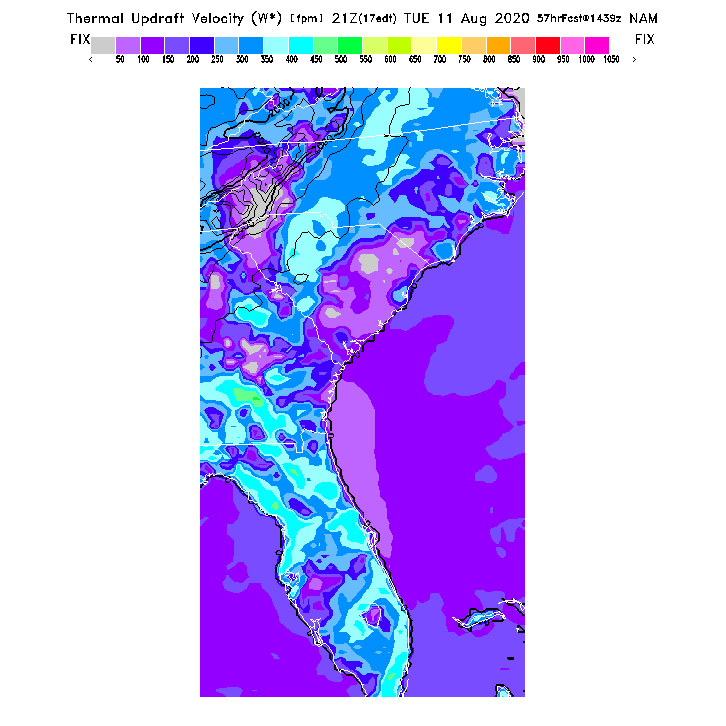 Thermal Updraft Velocity (W*) [fpm] 21Z(17edt) TUE 11 Aug 2020 57hrFcst@1439z NAM
FIX FIX
< 50 100 150 200 250 300 350 400 450 500 550 600 650 700 750 800 850 900 950 1000 1050 >